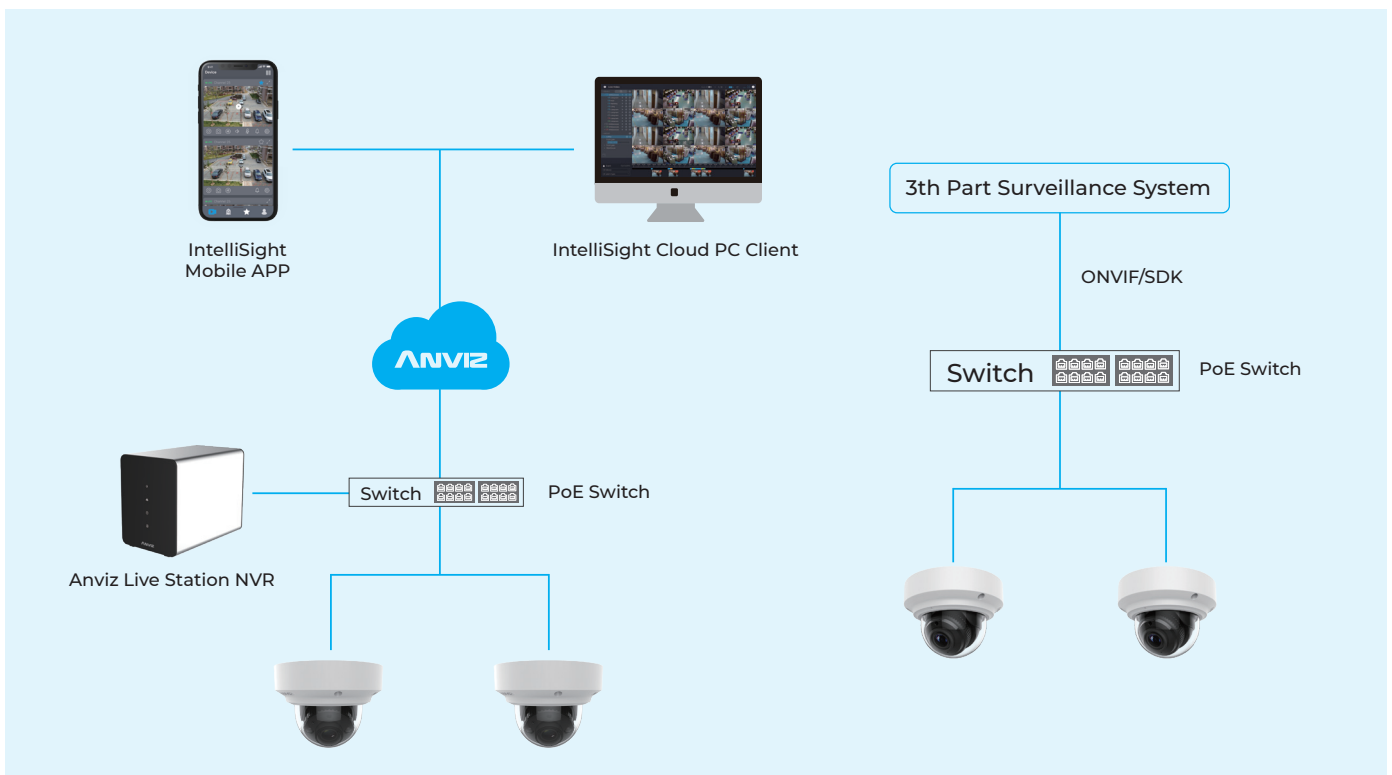 IntelliSight
Mobile APP
IntelliSight Cloud PC Client
ANVIZ
Switch
PoE Switch
Anviz Live Station NVR
3th Part Surveillance System
ONVIF/SDK
Switch
PoE Switch